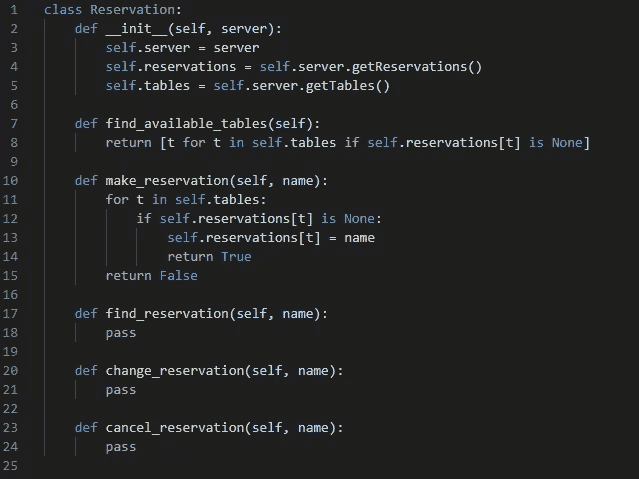 1 class Reservation:
2 def __init__(self, server):
3 self.server = server
4 self.reservations = self.server.getReservations()
5 self.tables = self.server.getTables()
6
7 def find_available_tables(self):
8 return [t for t in self.tables if self.reservations[t] is None]
9
10 def make_reservation(self, name):
11 for t in self.tables:
12 if self.reservations[t] is None:
13 self.reservations[t] = name
14 return True
15 return False
16
17 def find_reservation(self, name):
18 pass
19
20 def change_reservation(self, name):
21 pass
22
23 def cancel_reservation(self, name):
24 pass
25